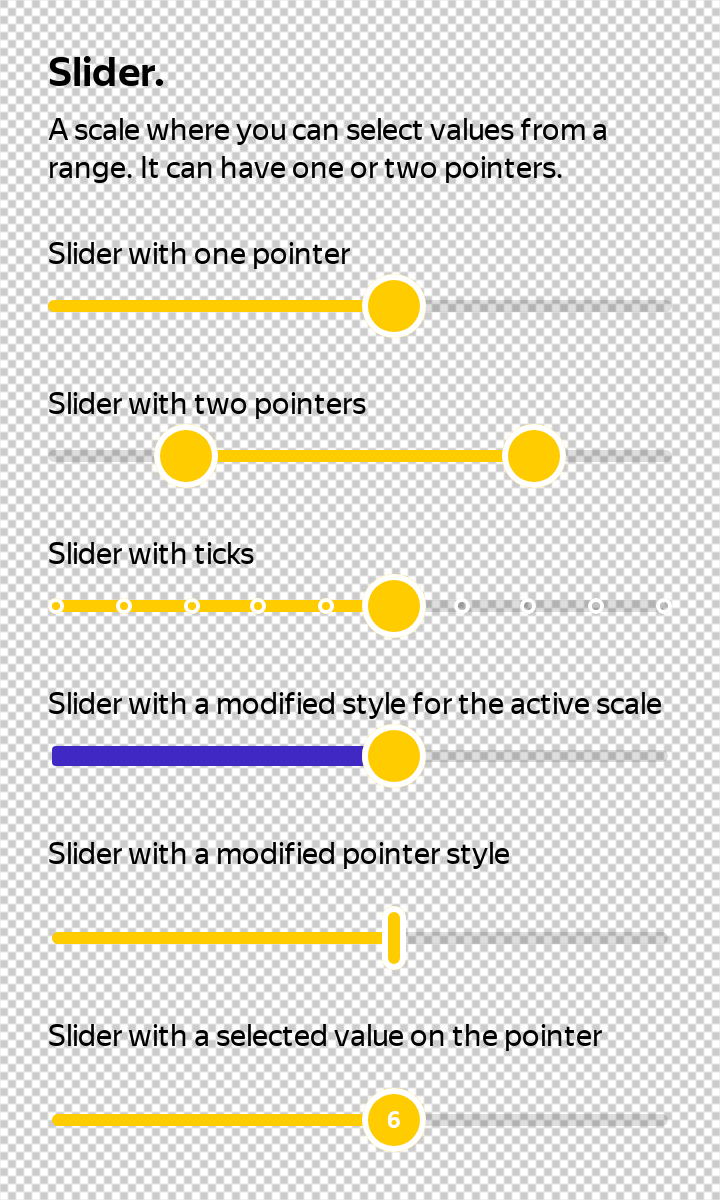 Slider.
A scale where you can select values from a
range. It can have one or two pointers.
Slider with one pointer
Slider with two pointers
Slider with ticks
Slider with a modified style for the active scale
Slider with a modified pointer style
Slider with a selected value on the pointer
6